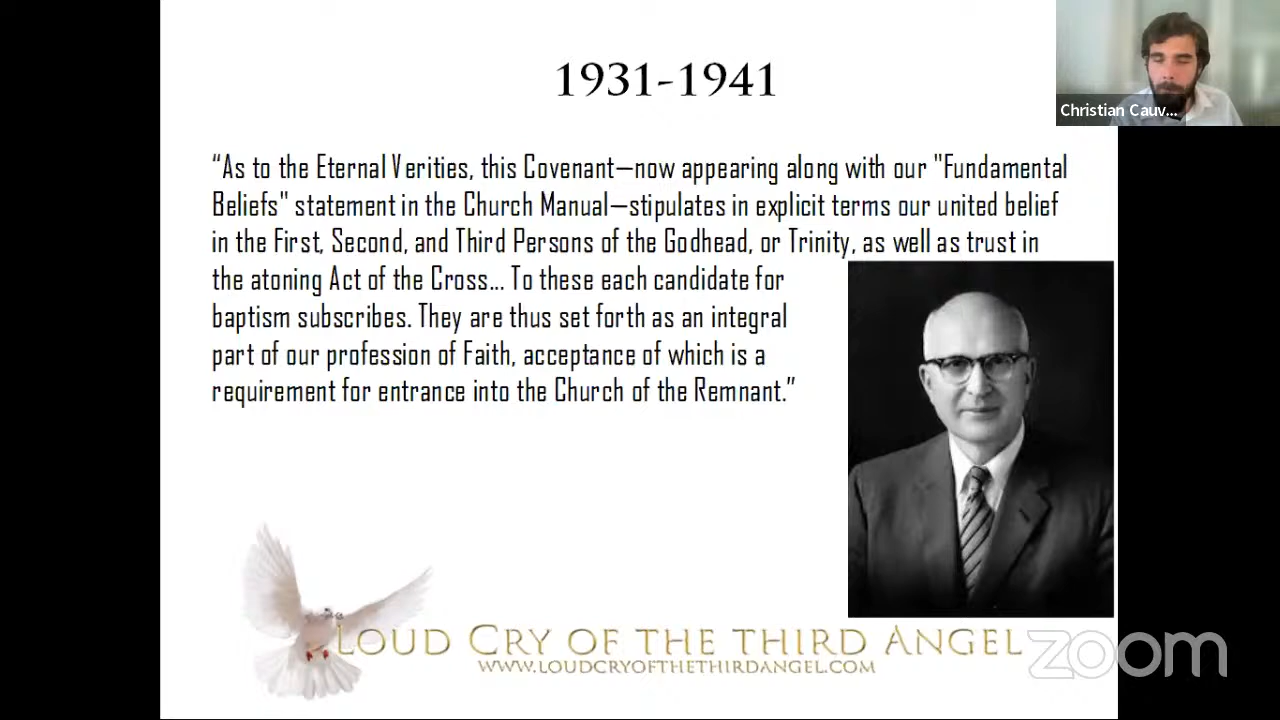 1931-1941
Christian Cauv...
“As to the Eternal Verities, this Covenant—now appearing along with our "Fundamental
Beliefs" statement in the Church Manual—stipulates in explicit terms our united belief
in the First, Second, and Third Persons of the Godhead, or Trinity, as well as trust in
the atoning Act of the Cross... To these each candidate for
baptism subscribes. They are thus set forth as an integral
part of our profession of Faith, acceptance of which is a
requirement for entrance into the Church of the Remnant.”
LOUD CRY OF THE THIRD ANGEL
WWW.LOUDCRYOFTHETHIRDANGEL.COM
zoom